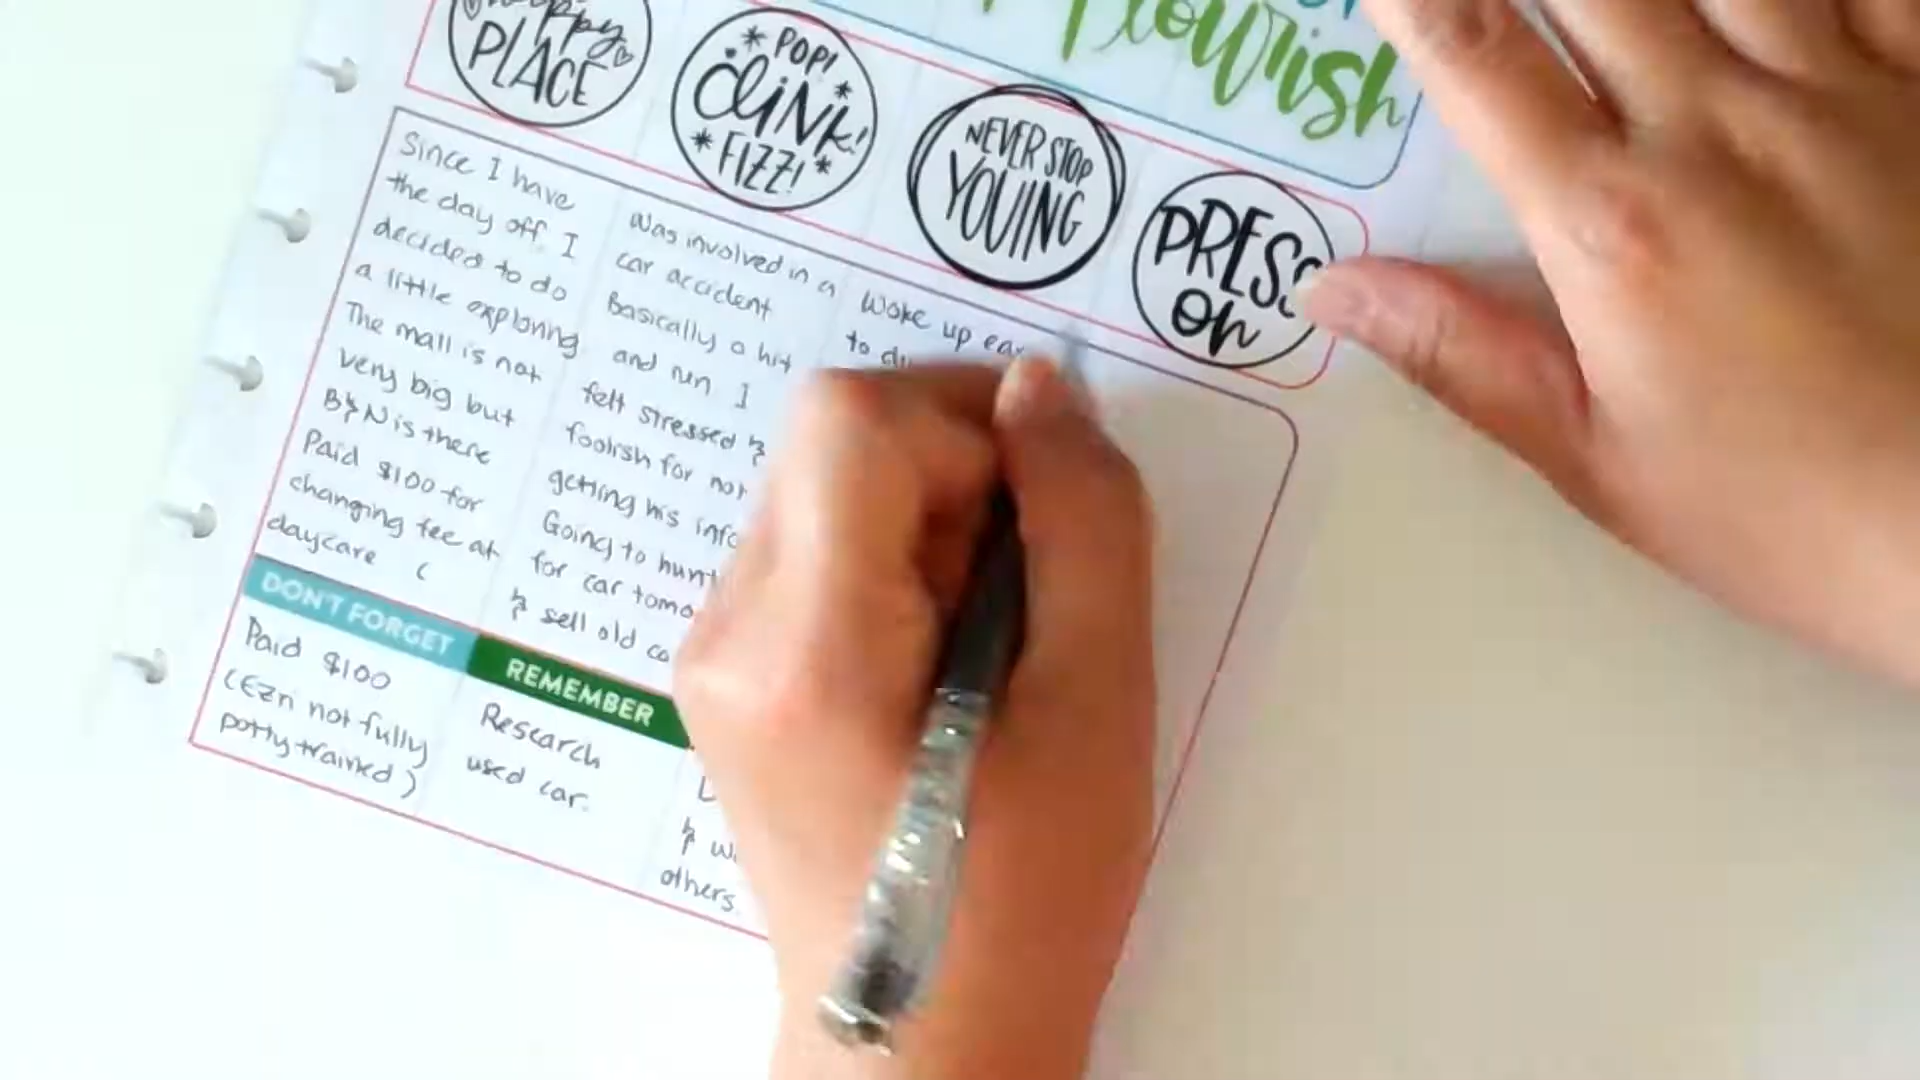 flourish
happy
PLACE
POP!
CLINK!
FIZZ!
NEVER STOP
YOUING
PRESS
on
Since I have
the day off I
decided to do
a little exploring
The mall is not
very big but
B&N is there
Paid $100 for
changing fee at
daycare (
was involved in a
car accident
Basically a hit
and run I
felt stressed &
foolish for not
getting his info
Going to hunt
for car tomo
& sell old ca
Woke up ear
to
DON'T FORGET
Paid $100
(Ezri not fully
potty trained)
REMEMBER
Research
used car.
& w
others.